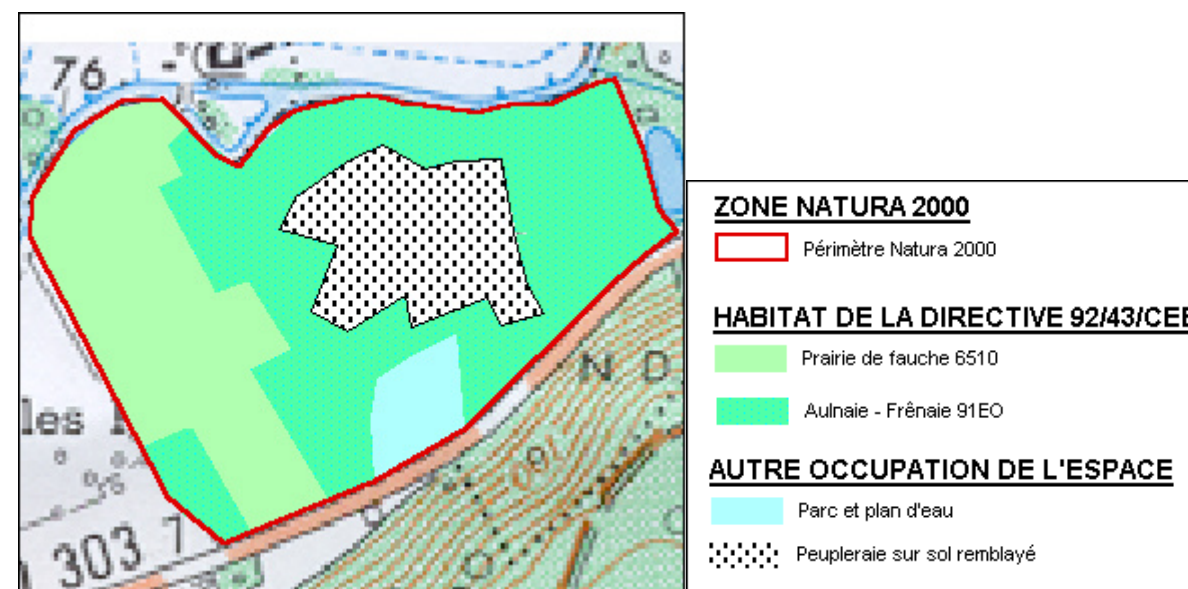 76
les
303 7
N D
160
ZONE NATURA 2000
Périmètre Natura 2000
HABITAT DE LA DIRECTIVE 92/43/CEE
Prairie de fauche 6510
Aulnaie - Frênaie 91EO
AUTRE OCCUPATION DE L'ESPACE
Parc et plan d'eau
Peupleraie sur sol remblayé